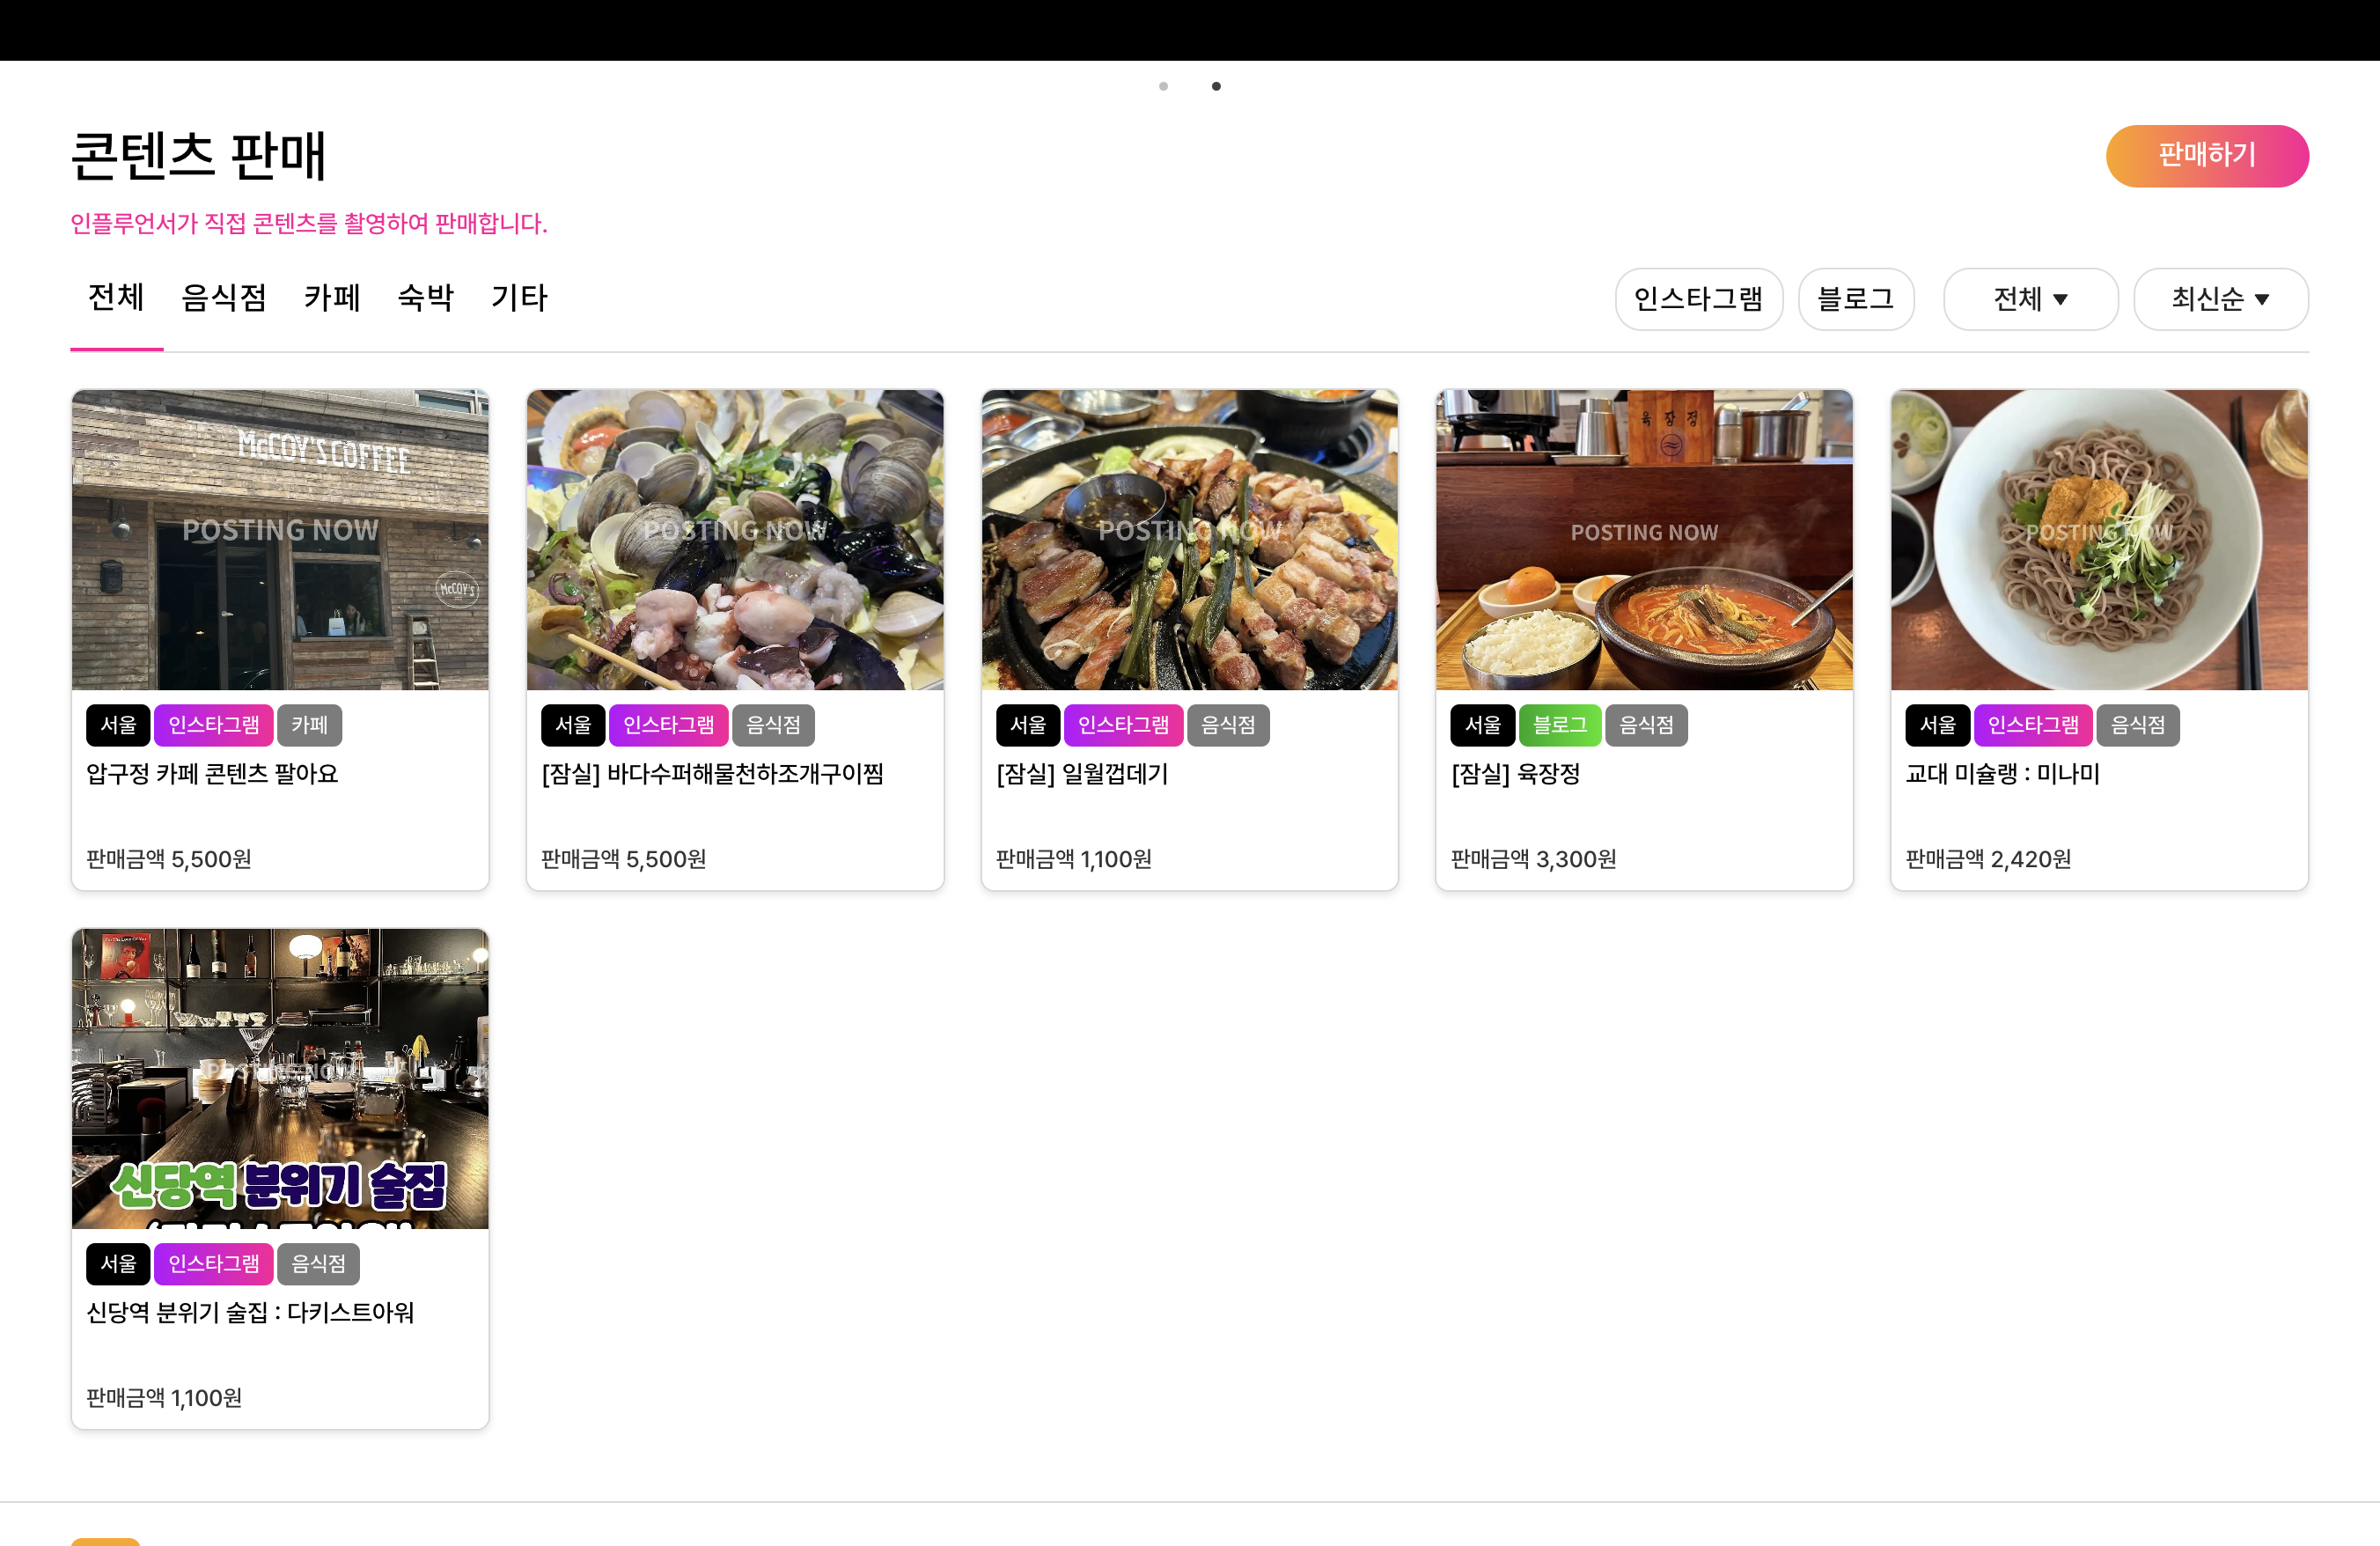 콘텐츠 판매
판매하기
인플루언서가 직접 콘텐츠를 촬영하여 판매합니다.
전체 음식점 카페 숙박 기타
인스타그램 블로그 전체 최신순
McCOY'S COFFEE
POSTING NOW
McCOY'S
서울 인스타그램 카페
압구정 카페 콘텐츠 팔아요
판매금액 5,500원
POSTING NOW
서울 인스타그램 음식점
[잠실] 바다수퍼해물천하조개구이찜
판매금액 5,500원
POSTING NOW
서울 인스타그램 음식점
[잠실] 일월껍데기
판매금액 1,100원
육장정
POSTING NOW
서울 블로그 음식점
[잠실] 육장정
판매금액 3,300원
POSTING NOW
서울 인스타그램 음식점
교대 미슐랭 : 미나미
판매금액 2,420원
POSTING NOW
신당역 분위기 술집
서울 인스타그램 음식점
신당역 분위기 술집 : 다키스트아워
판매금액 1,100원